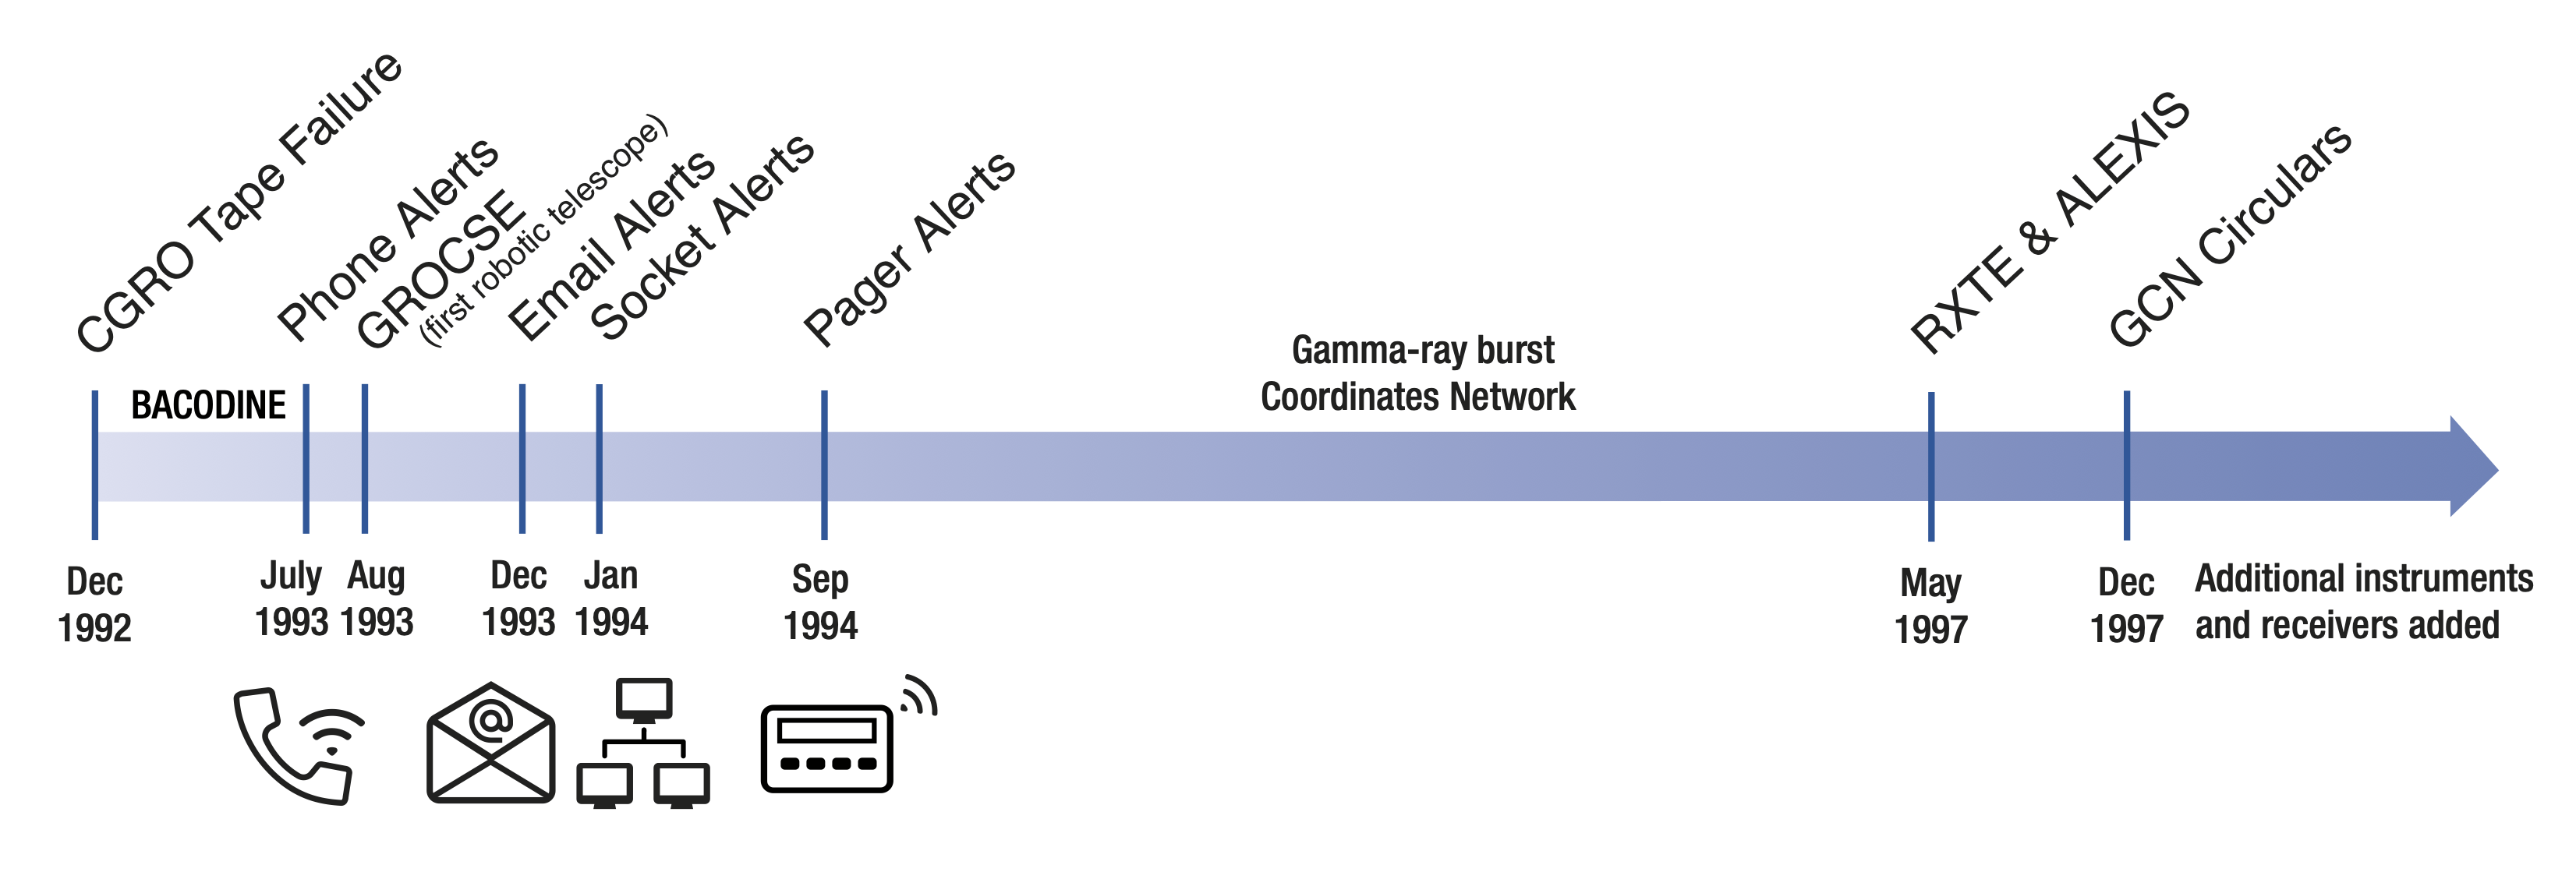 CGRO Tape Failure
Phone Alerts
GROCSE
(first robotic telescope)
Email Alerts
Socket Alerts
Pager Alerts
RXTE & ALEXIS
GCN Circulars
BACODINE
Gamma-ray burst
Coordinates Network
Dec
1992
July
1993
Aug
1993
Dec
1993
Jan
1994
Sep
1994
May
1997
Dec
1997
Additional instruments
and receivers added
@